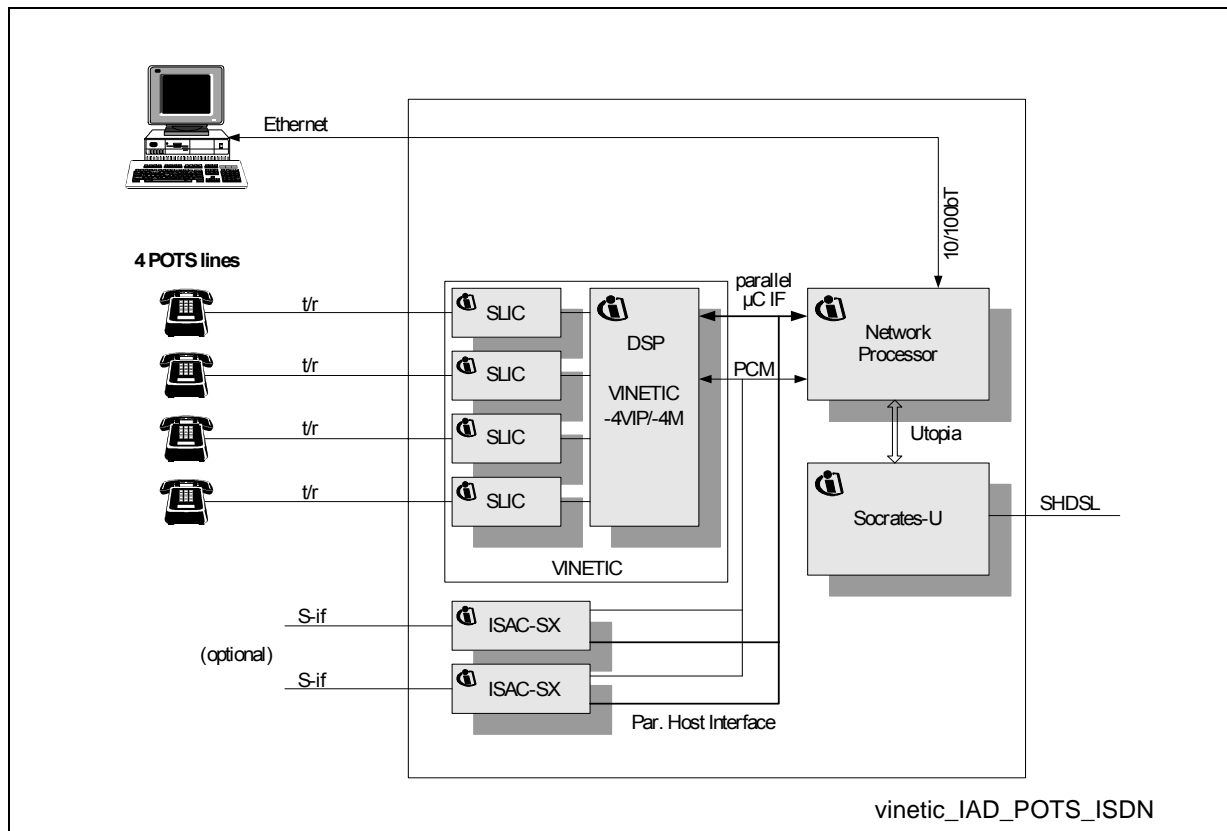 Ethernet
10/100bT
4 POTS lines
t/r
t/r
t/r
t/r
SLIC
SLIC
SLIC
SLIC
DSP
VINETIC
-4VIP/-4M
VINETIC
parallel
µC IF
PCM
Network
Processor
Utopia
Socrates-U
SHDSL
S-if
(optional)
S-if
ISAC-SX
ISAC-SX
Par. Host Interface
vinetic_IAD_POTS_ISDN